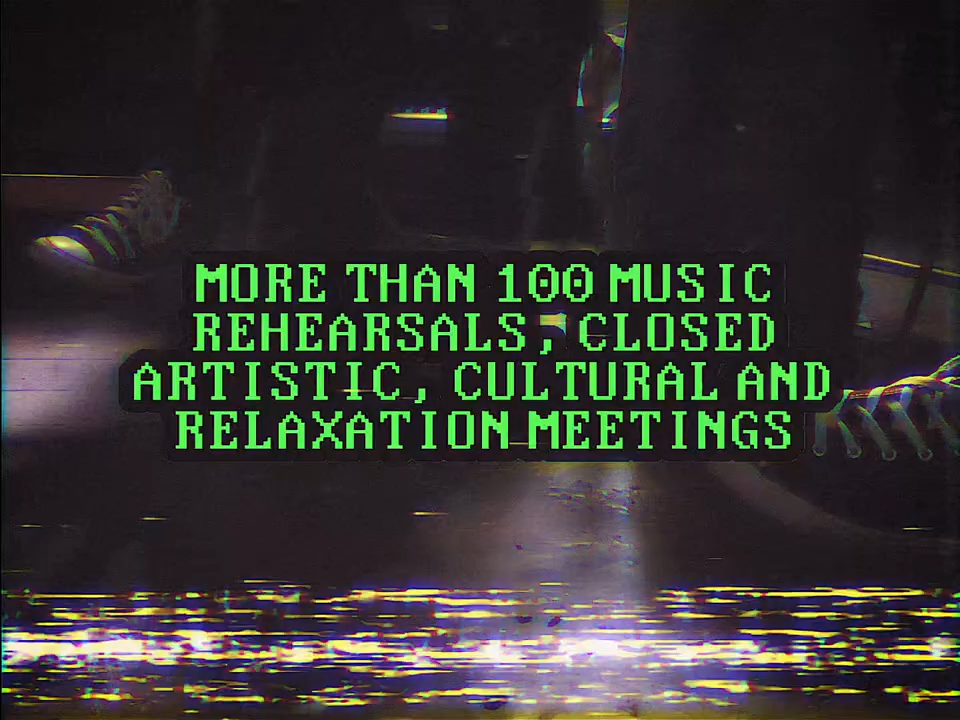 MORE THAN 100 MUSIC
REHEARSALS, CLOSED
ARTISTIC, CULTURAL AND
RELAXATION MEETINGS